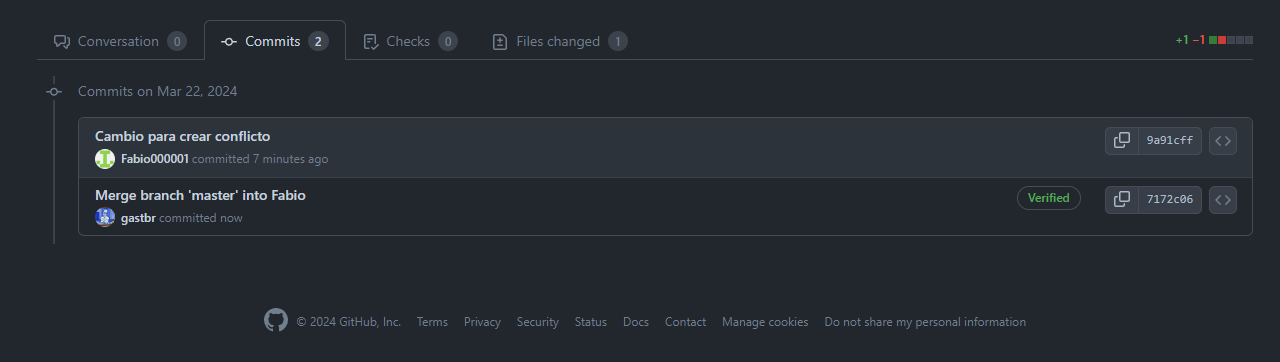 Conversation 0 Commits 2 Checks 0 Files changed 1 +1 −1
Commits on Mar 22, 2024
Cambio para crear conflicto
Fabio000001 committed 7 minutes ago 9a91cff
Merge branch 'master' into Fabio
gastbr committed now Verified 7172c06
© 2024 GitHub, Inc. Terms Privacy Security Status Docs Contact Manage cookies Do not share my personal information